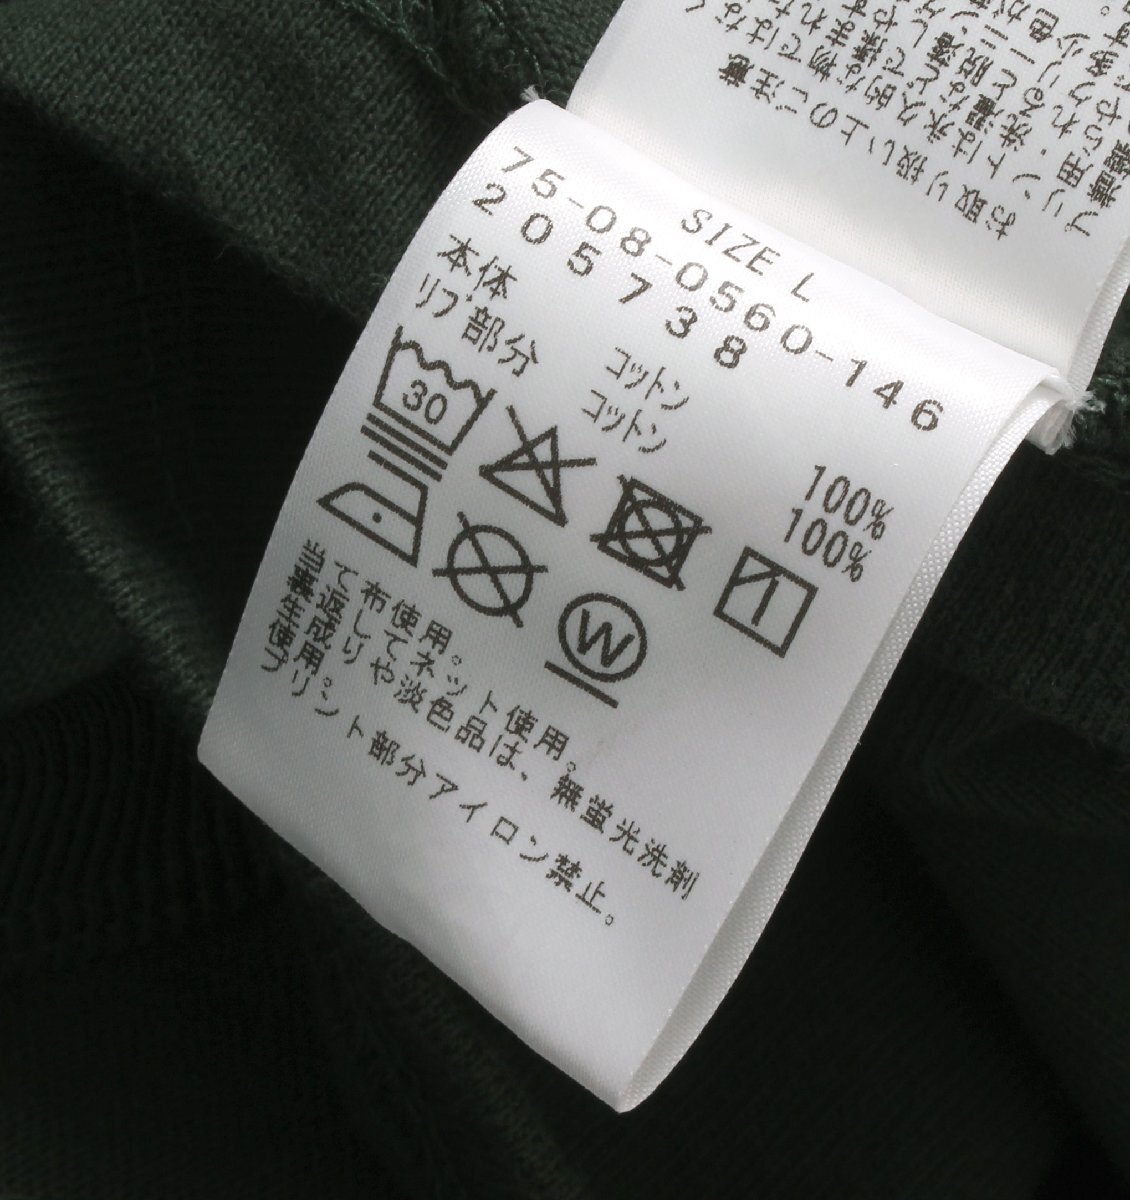 SIZE L
75-08-0560-146
205738
本体 コットン 100%
リブ部分 コットン 100%
30
W
当て布使用。
裏返してネット使用。
生成りや淡色品は、無蛍光洗剤
使用。
プリント部分アイロン禁止。
お取り扱い上のご注意